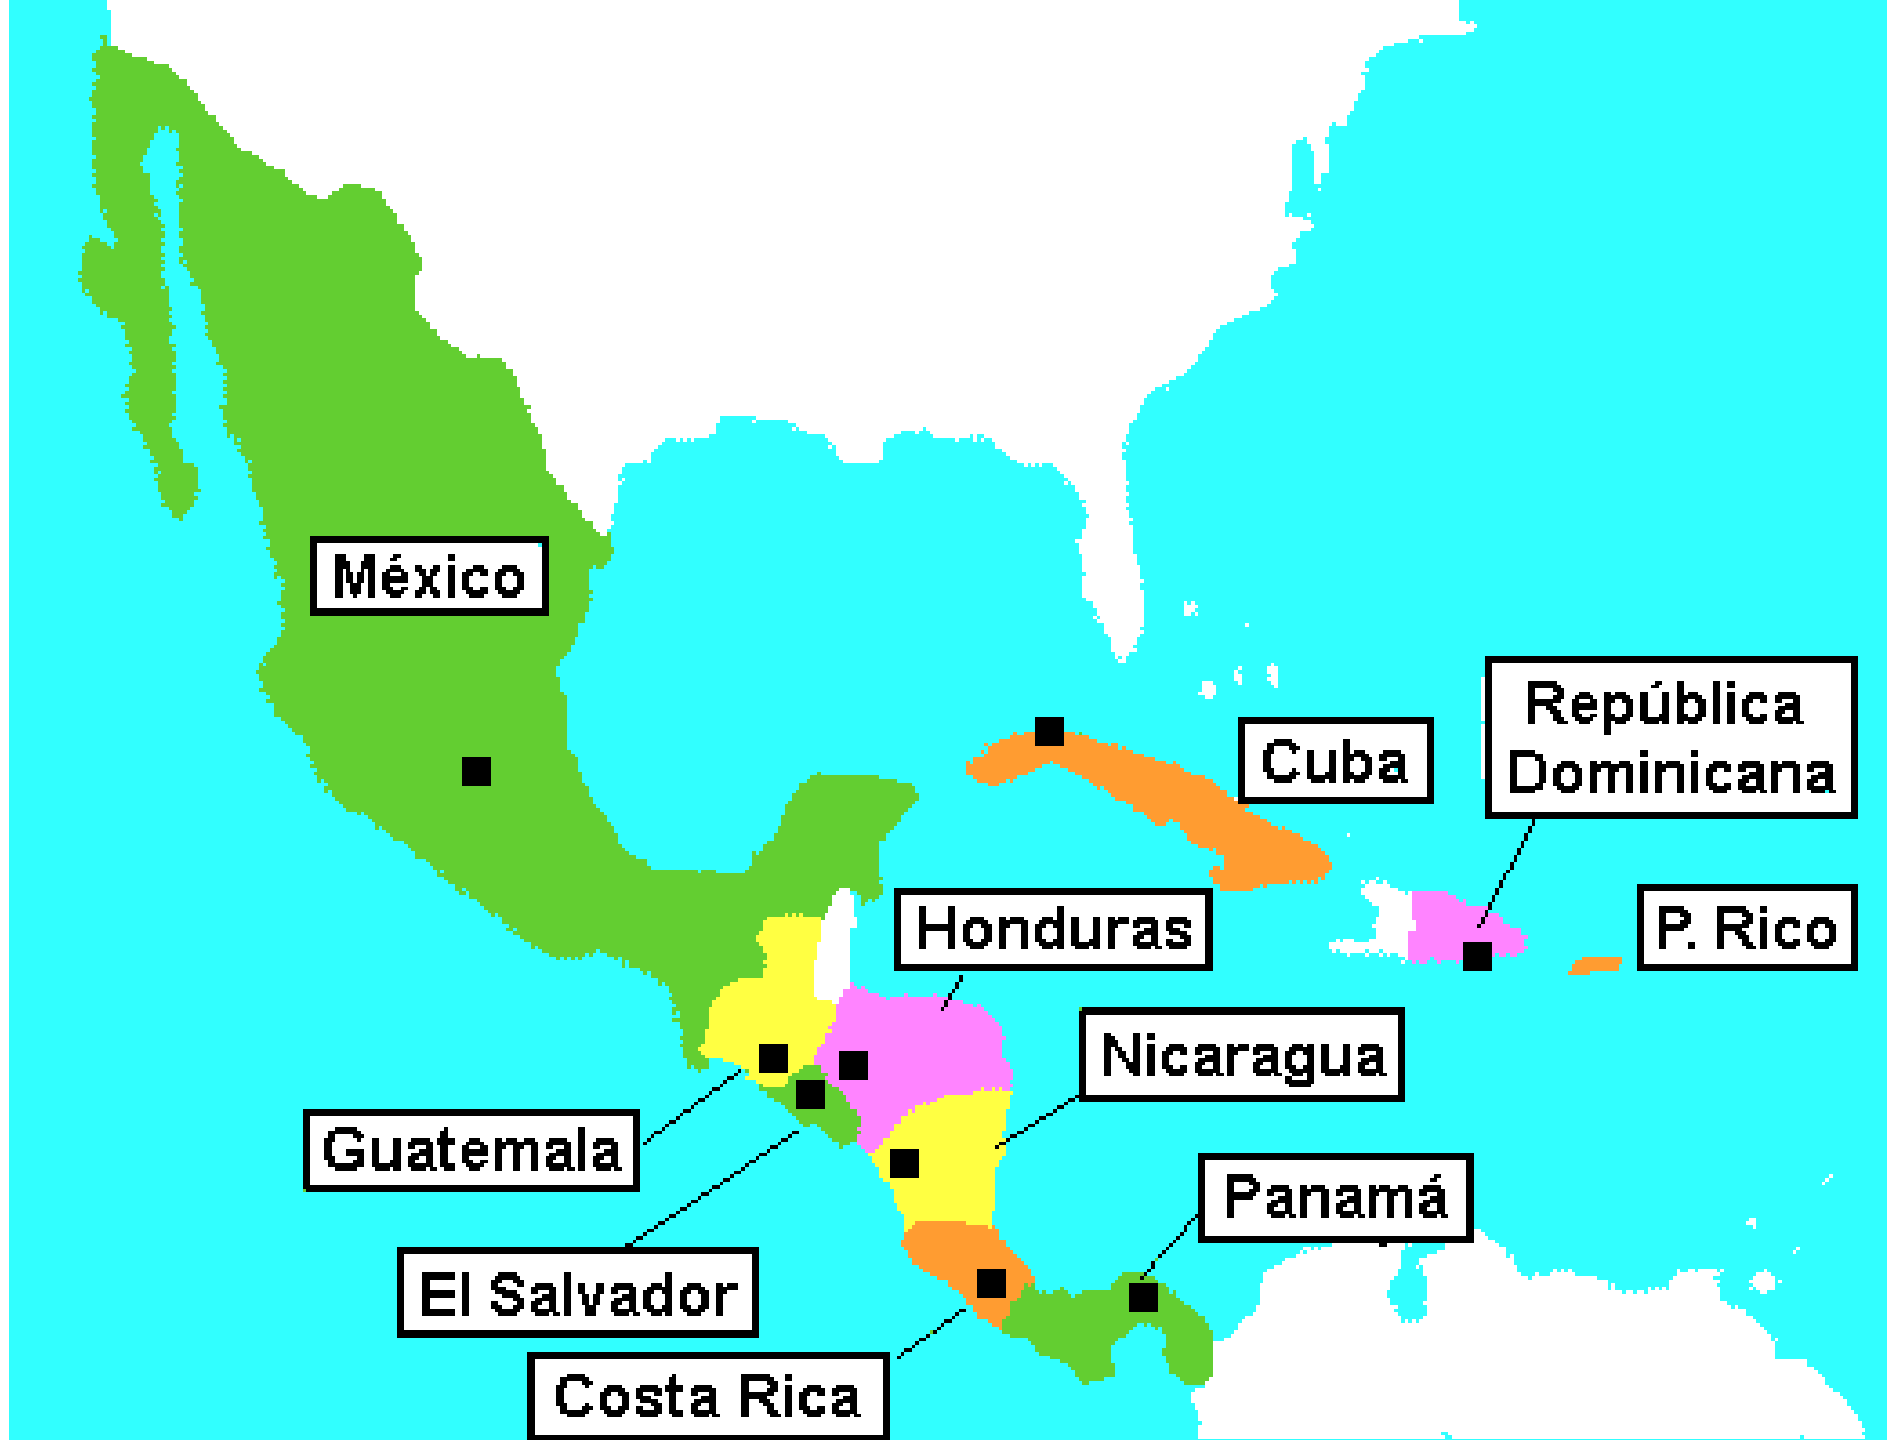 México
Cuba
República
Dominicana
Honduras
P. Rico
Nicaragua
Guatemala
Panamá
El Salvador
Costa Rica